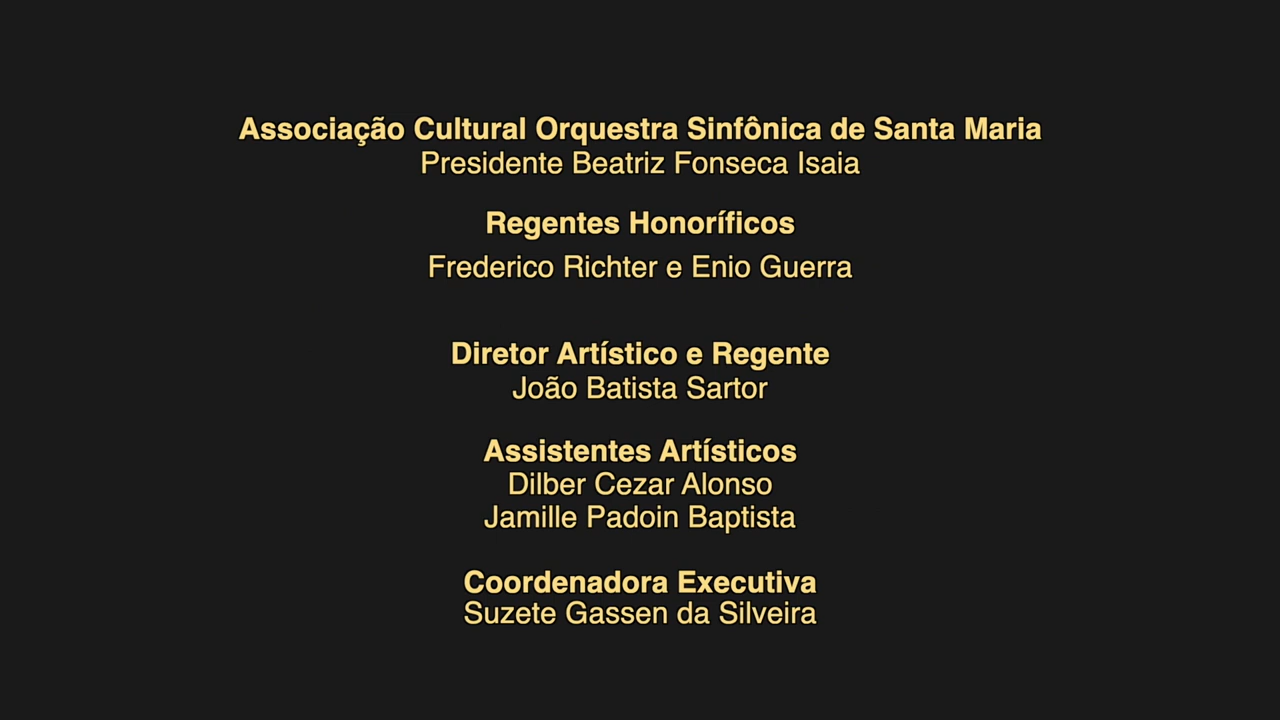 Associação Cultural Orquestra Sinfônica de Santa Maria
Presidente Beatriz Fonseca Isaia
Regentes Honoríficos
Frederico Richter e Enio Guerra
Diretor Artístico e Regente
João Batista Sartor
Assistentes Artísticos
Dilber Cezar Alonso
Jamille Padoin Baptista
Coordenadora Executiva
Suzete Gassen da Silveira